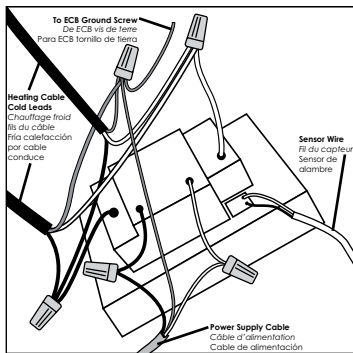 To ECB Ground Screw
De ECB vis de terre
Para ECB tornillo de tierra
Heating Cable
Cold Leads
Chauffage froid
fils du câble
Fría calefacción
por cable
conduce
Sensor Wire
Fil du capteur
Sensor de
alambre
Power Supply Cable
Câble d'alimentation
Cable de alimentación